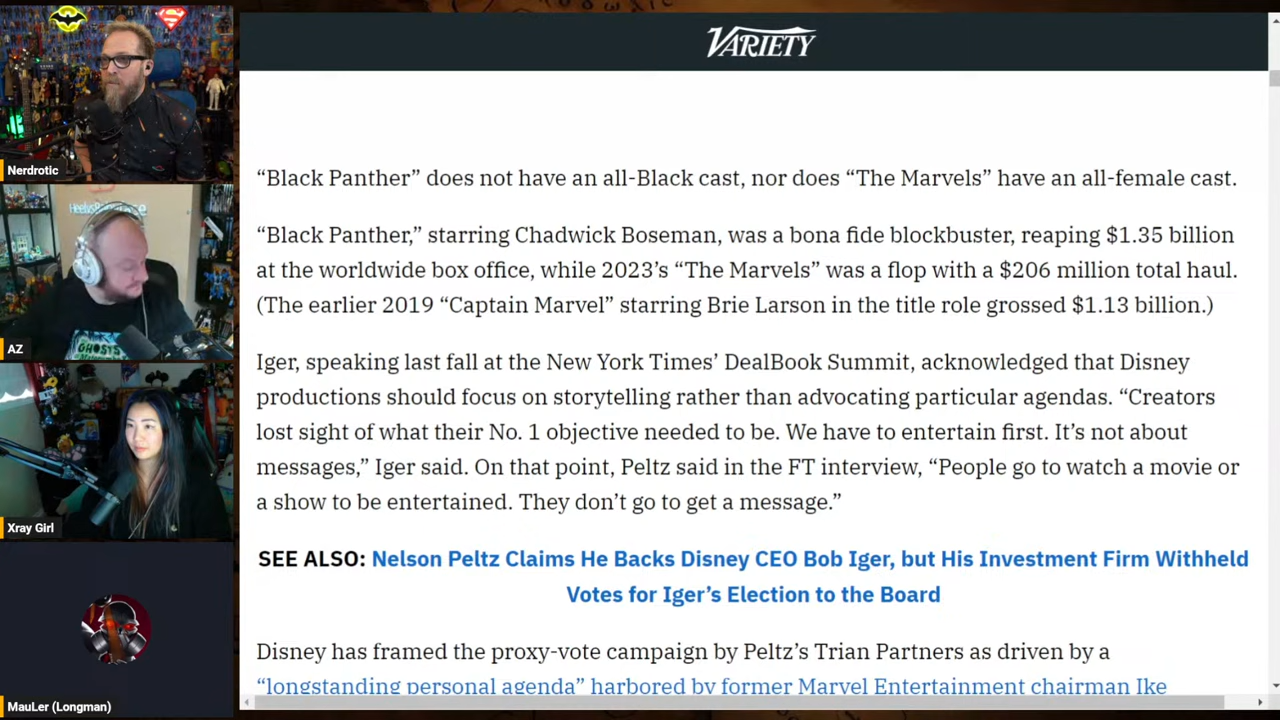 VARIETY
Nerdrotic
“Black Panther” does not have an all-Black cast, nor does “The Marvels” have an all-female cast.
“Black Panther,” starring Chadwick Boseman, was a bona fide blockbuster, reaping $1.35 billion
at the worldwide box office, while 2023’s “The Marvels” was a flop with a $206 million total haul.
(The earlier 2019 “Captain Marvel” starring Brie Larson in the title role grossed $1.13 billion.)
AZ
GHOSTS
Iger, speaking last fall at the New York Times’ DealBook Summit, acknowledged that Disney
productions should focus on storytelling rather than advocating particular agendas. “Creators
lost sight of what their No. 1 objective needed to be. We have to entertain first. It’s not about
messages,” Iger said. On that point, Peltz said in the FT interview, “People go to watch a movie or
a show to be entertained. They don’t go to get a message.”
Xray Girl
SEE ALSO: Nelson Peltz Claims He Backs Disney CEO Bob Iger, but His Investment Firm Withheld
Votes for Iger’s Election to the Board
Disney has framed the proxy-vote campaign by Peltz’s Trian Partners as driven by a
“longstanding personal agenda” harbored by former Marvel Entertainment chairman Ike
MauLer (Longman)